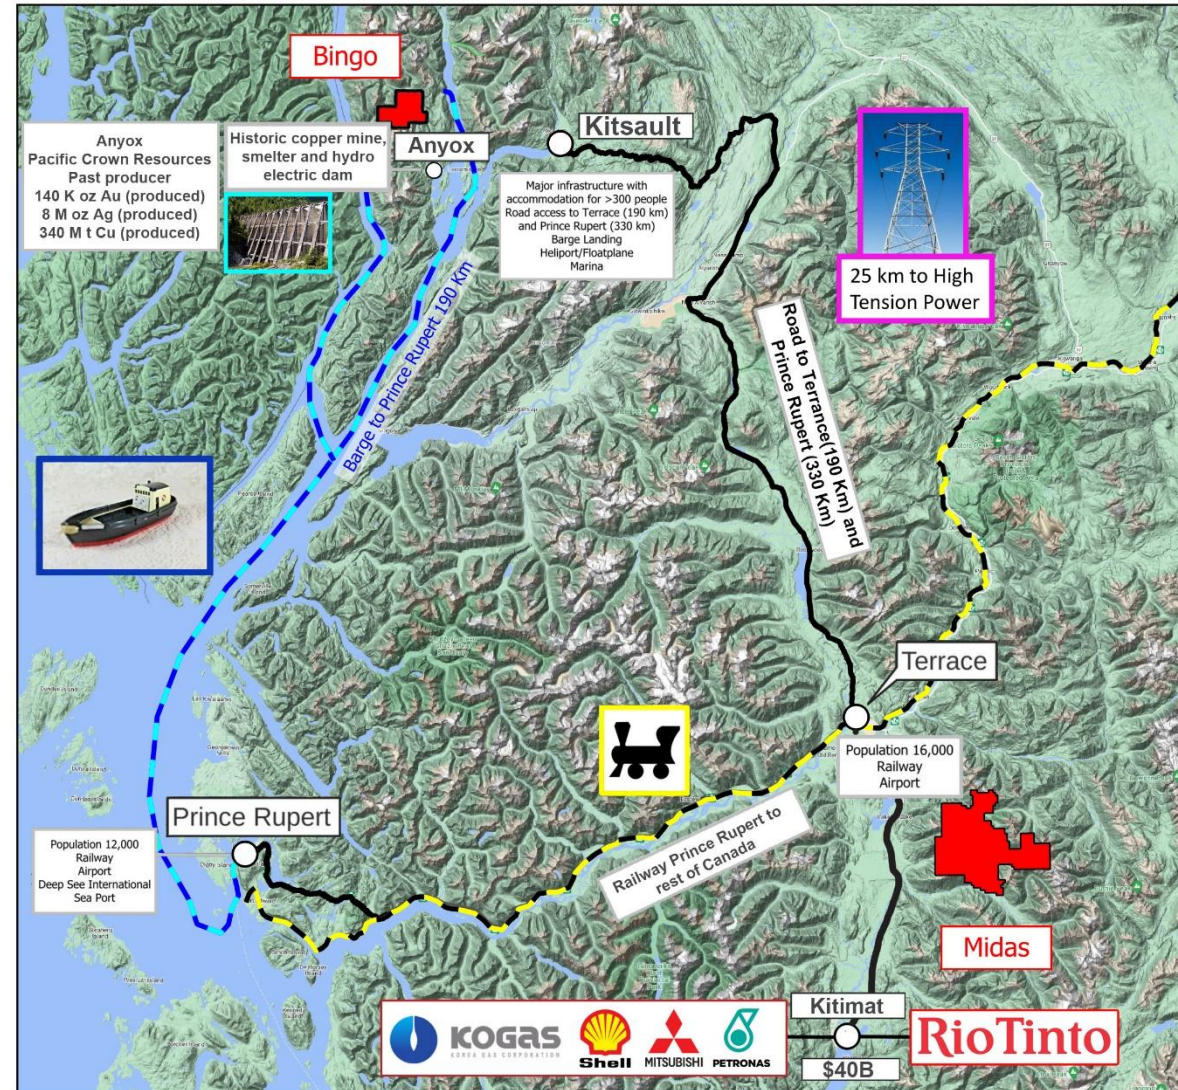 Bingo
Anyox
Pacific Crown Resources
Past producer
140 K oz Au (produced)
8 M oz Ag (produced)
340 M t Cu (produced)
Historic copper mine,
smelter and hydro
electric dam
Anyox
Kitsault
Major infrastructure with
accommodation for >300 people
Road access to Terrace (190 km)
and Prince Rupert (330 km)
Barge Landing
Heliport/Floatplane
Marina
25 km to High
Tension Power
Barge to Prince Rupert 190 Km
Road to Terrance(190 Km) and
Prince Rupert (330 Km)
Terrace
Population 16,000
Railway
Airport
Prince Rupert
Population 12,000
Railway
Airport
Deep See International
Sea Port
Railway Prince Rupert to
rest of Canada
Midas
Kitimat
$40B
KOGAS
KOREA GAS CORPORATION
Shell
MITSUBISHI
PETRONAS
RioTinto